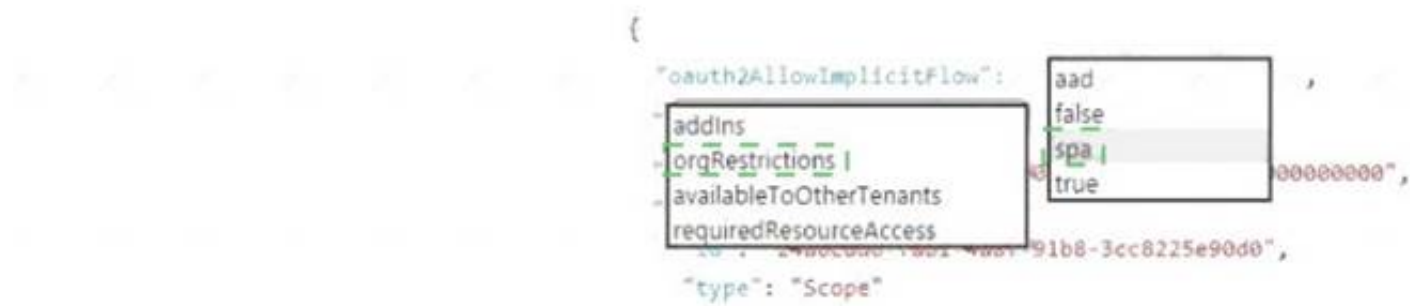 {
"oauth2AllowImplicitFlow": ,
aad
false
spa
true
addIns
orgRestrictions
availableToOtherTenants
requiredResourceAccess
00000000",
91b8-3cc8225e90d0",
"type": "Scope"